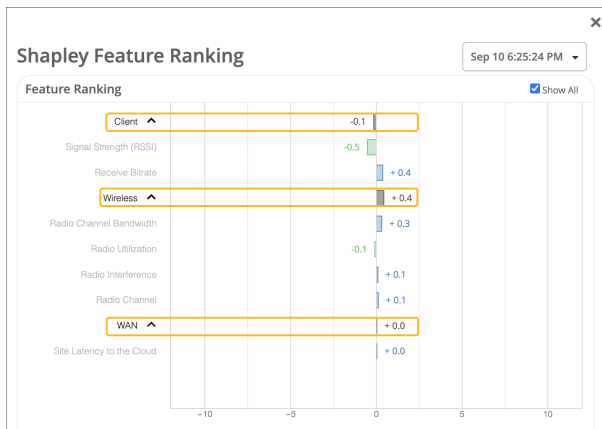 Shapley Feature Ranking
Sep 10 6:25:24 PM
Feature Ranking
Show All
Client -0.1
Signal Strength (RSSI) -0.5
Receive Bitrate + 0.4
Wireless + 0.4
Radio Channel Bandwidth + 0.3
Radio Utilization -0.1
Radio Interference + 0.1
Radio Channel + 0.1
WAN + 0.0
Site Latency to the Cloud + 0.0
−10 −5 0 5 10